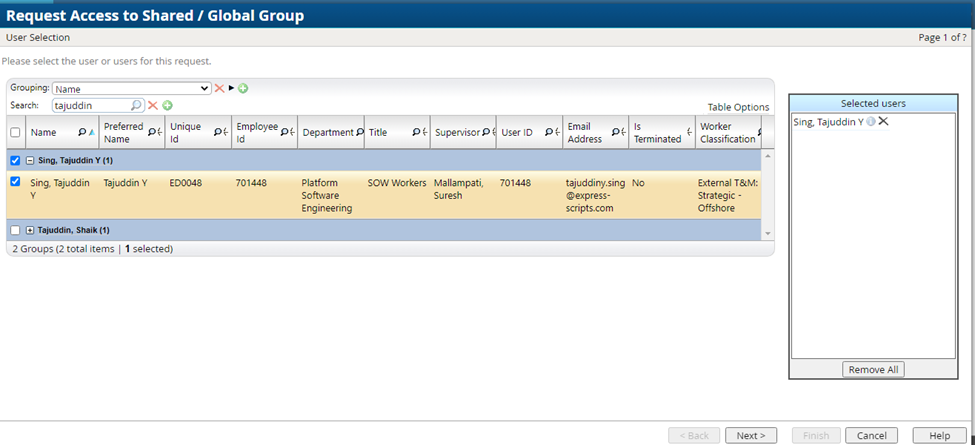 Request Access to Shared / Global Group
User Selection Page 1 of ?
Please select the user or users for this request.
Grouping: Name
Search: tajuddin
Table Options
Name Preferred Name Unique Id Employee Id Department Title Supervisor User ID Email Address Is Terminated Worker Classification
Sing, Tajuddin Y (1)
Sing, Tajuddin Y Tajuddin Y ED0048 701448 Platform Software Engineering SOW Workers Mallampati, Suresh 701448 tajuddiny.sing@express-scripts.com No External T&M: Strategic - Offshore
Tajuddin, Shaik (1)
2 Groups (2 total items | 1 selected)
Selected users
Sing, Tajuddin Y
Remove All
< Back Next > Finish Cancel Help